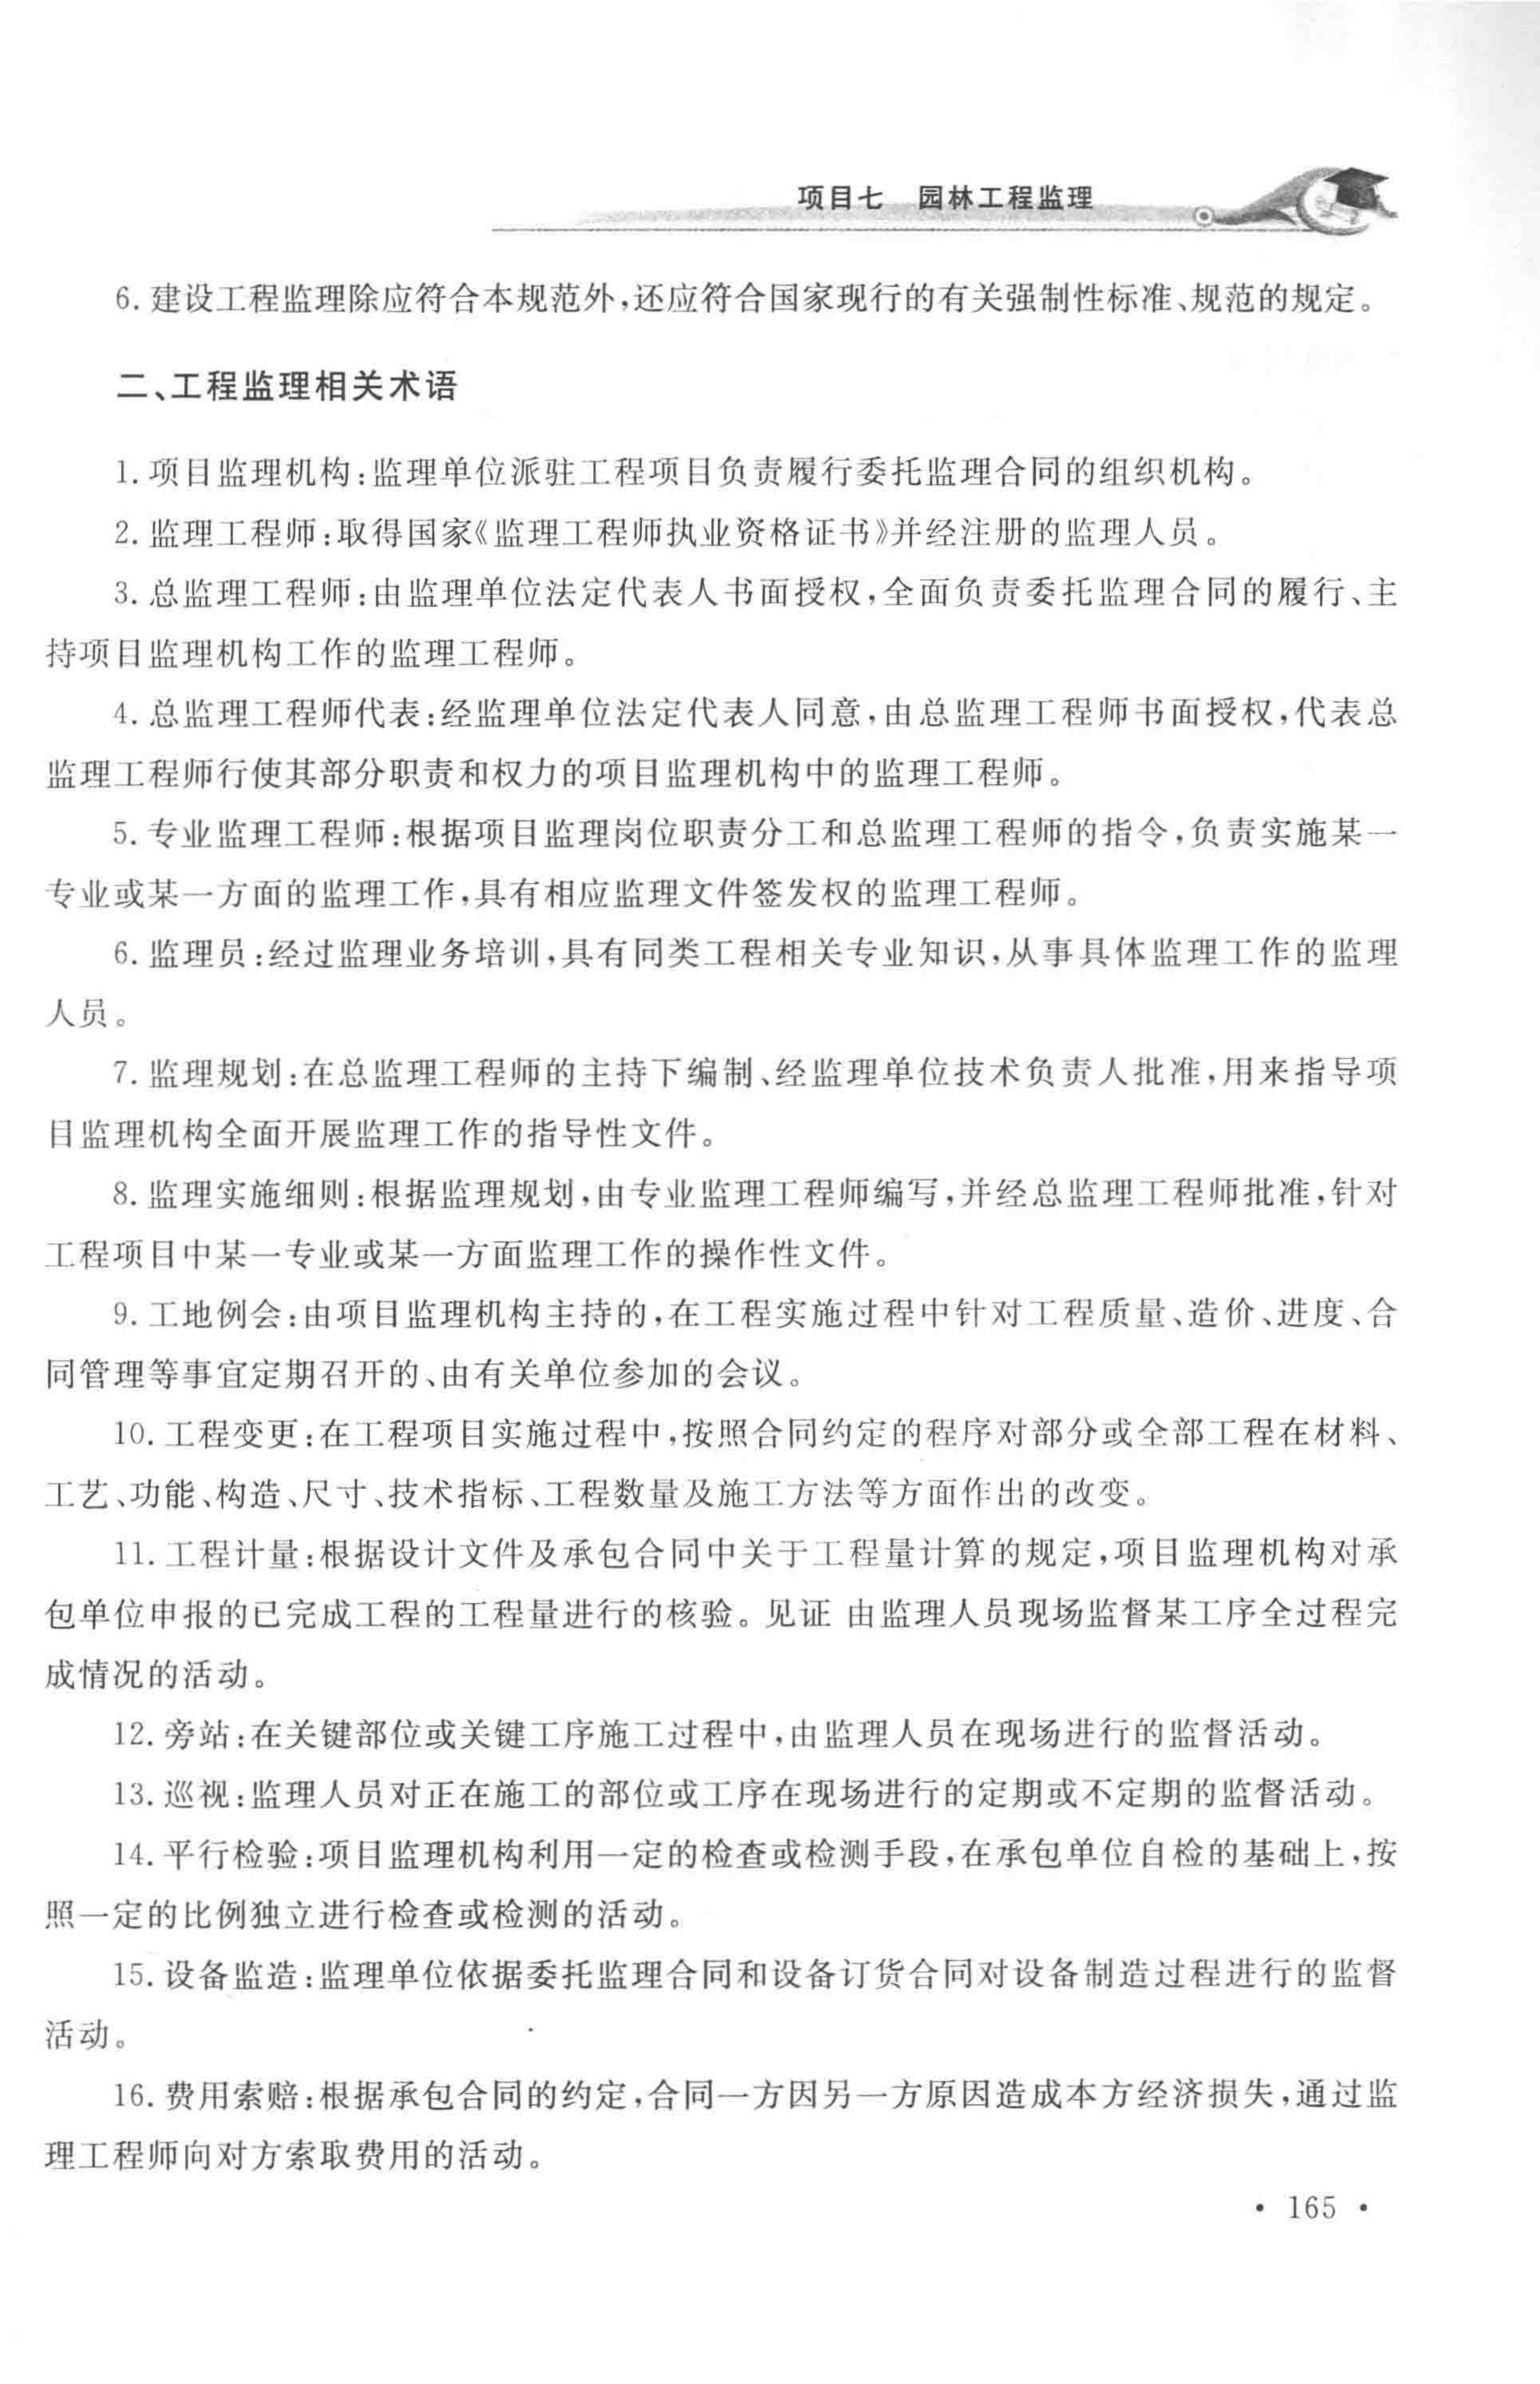 项目七　园林工程监理
6. 建设工程监理除应符合本规范外,还应符合国家现行的有关强制性标准、规范的规定。
二、工程监理相关术语
1. 项目监理机构:监理单位派驻工程项目负责履行委托监理合同的组织机构。
2. 监理工程师:取得国家《监理工程师执业资格证书》并经注册的监理人员。
3. 总监理工程师:由监理单位法定代表人书面授权,全面负责委托监理合同的履行、主
持项目监理机构工作的监理工程师。
4. 总监理工程师代表:经监理单位法定代表人同意,由总监理工程师书面授权,代表总
监理工程师行使其部分职责和权力的项目监理机构中的监理工程师。
5. 专业监理工程师:根据项目监理岗位职责分工和总监理工程师的指令,负责实施某一
专业或某一方面的监理工作,具有相应监理文件签发权的监理工程师。
6. 监理员:经过监理业务培训,具有同类工程相关专业知识,从事具体监理工作的监理
人员。
7. 监理规划:在总监理工程师的主持下编制、经监理单位技术负责人批准,用来指导项
目监理机构全面开展监理工作的指导性文件。
8. 监理实施细则:根据监理规划,由专业监理工程师编写,并经总监理工程师批准,针对
工程项目中某一专业或某一方面监理工作的操作性文件。
9. 工地例会:由项目监理机构主持的,在工程实施过程中针对工程质量、造价、进度、合
同管理等事宜定期召开的、由有关单位参加的会议。
10. 工程变更:在工程项目实施过程中,按照合同约定的程序对部分或全部工程在材料、
工艺、功能、构造、尺寸、技术指标、工程数量及施工方法等方面作出的改变。
11. 工程计量:根据设计文件及承包合同中关于工程量计算的规定,项目监理机构对承
包单位申报的已完成工程的工程量进行的核验。见证 由监理人员现场监督某工序全过程完
成情况的活动。
12. 旁站:在关键部位或关键工序施工过程中,由监理人员在现场进行的监督活动。
13. 巡视:监理人员对正在施工的部位或工序在现场进行的定期或不定期的监督活动。
14. 平行检验:项目监理机构利用一定的检查或检测手段,在承包单位自检的基础上,按
照一定的比例独立进行检查或检测的活动。
15. 设备监造:监理单位依据委托监理合同和设备订货合同对设备制造过程进行的监督
活动。
16. 费用索赔:根据承包合同的约定,合同一方因另一方原因造成本方经济损失,通过监
理工程师向对方索取费用的活动。
• 165 •